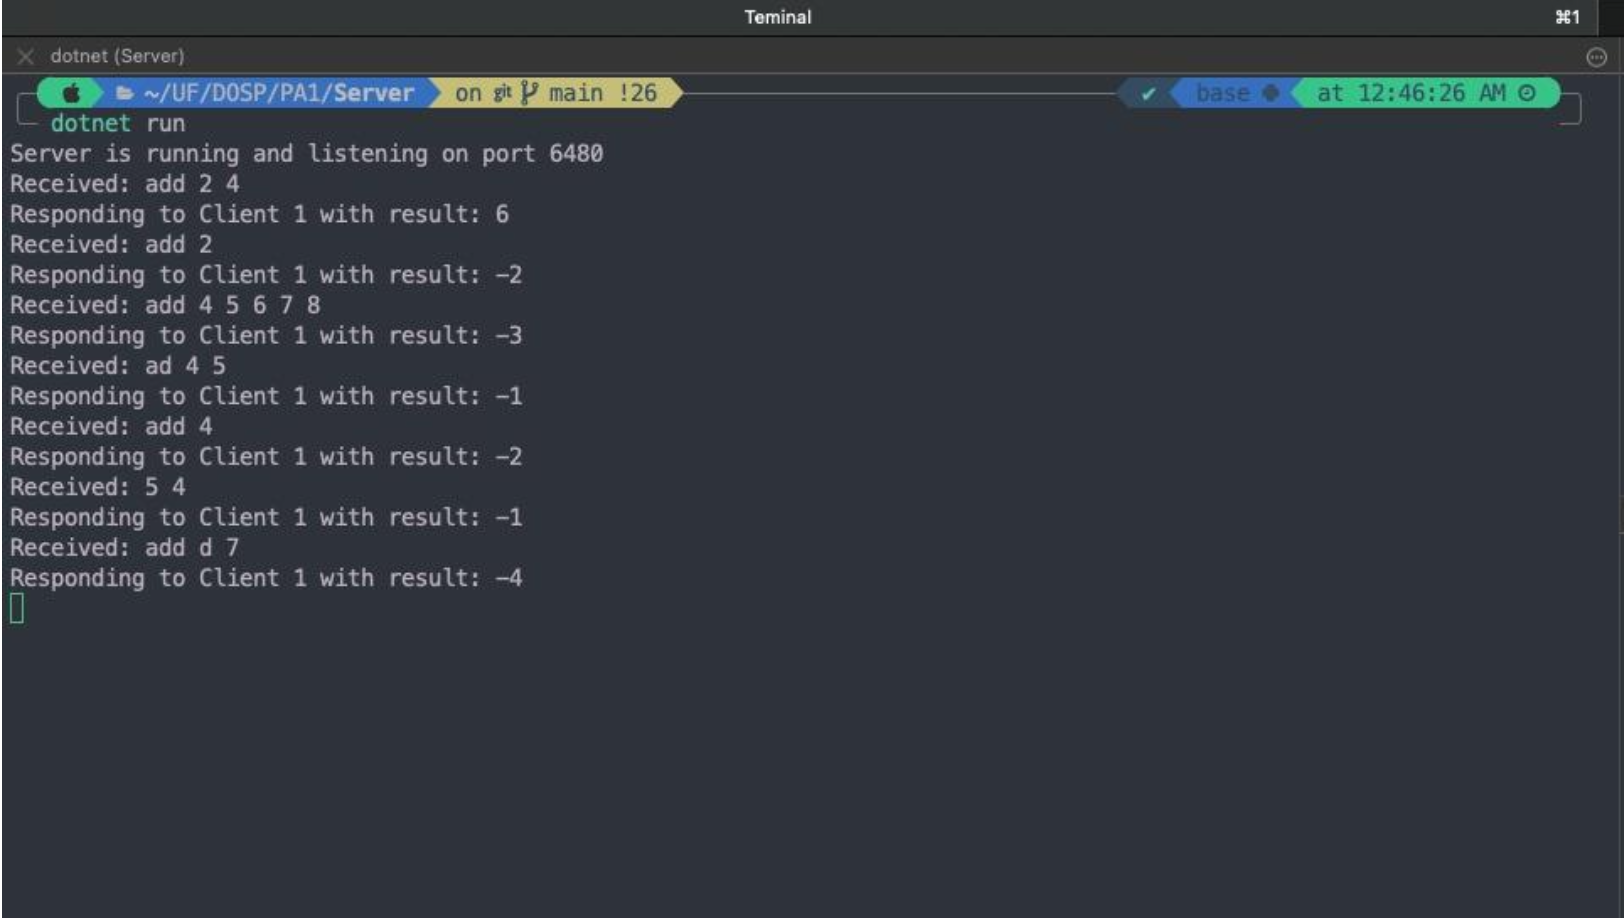 Teminal ⌘1
dotnet (Server)
~/UF/DOSP/PA1/Server on git main !26 ✔ base at 12:46:26 AM
dotnet run
Server is running and listening on port 6480
Received: add 2 4
Responding to Client 1 with result: 6
Received: add 2
Responding to Client 1 with result: -2
Received: add 4 5 6 7 8
Responding to Client 1 with result: -3
Received: ad 4 5
Responding to Client 1 with result: -1
Received: add 4
Responding to Client 1 with result: -2
Received: 5 4
Responding to Client 1 with result: -1
Received: add d 7
Responding to Client 1 with result: -4